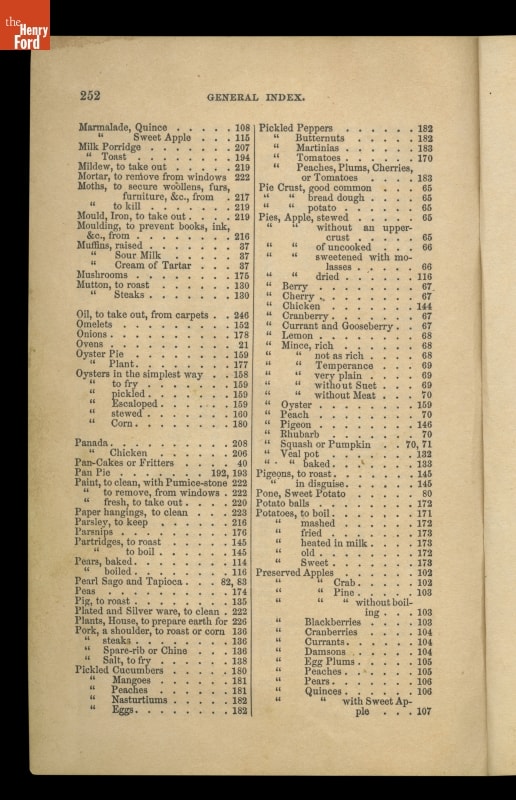 the
Henry
Ford
252
GENERAL INDEX.
Marmalade, Quince . . . . . 108
" Sweet Apple . . . . 115
Milk Porridge . . . . . . . 207
" Toast . . . . . . . . 194
Mildew, to take out . . . . . 219
Mortar, to remove from windows 222
Moths, to secure woollens, furs,
furniture, &c., from . 217
" to kill . . . . . . . 219
Mould, Iron, to take out . . . . 219
Moulding, to prevent books, ink,
&c., from . . . . . . . . 216
Muffins, raised . . . . . . . 37
" Sour Milk . . . . . . 37
" Cream of Tartar . . . 37
Mushrooms . . . . . . . . 175
Mutton, to roast . . . . . . 130
" Steaks . . . . . . . 130
Oil, to take out, from carpets . . 246
Omelets . . . . . . . . . 152
Onions . . . . . . . . . . 178
Ovens . . . . . . . . . . 21
Oyster Pie . . . . . . . . 159
" Plant . . . . . . . . 177
Oysters in the simplest way . . 158
" to fry . . . . . . . 159
" pickled . . . . . . . 159
" Escaloped . . . . . . 159
" stewed . . . . . . . 160
" Corn . . . . . . . . 180
Panada . . . . . . . . . . 208
" Chicken . . . . . . . 206
Pan-Cakes or Fritters . . . . 40
Pan Pie . . . . . . . . 192, 193
Paint, to clean, with Pumice-stone 222
" to remove, from windows . 222
" fresh, to take out . . . . 220
Paper hangings, to clean . . . 223
Parsley, to keep . . . . . . 216
Parsnips . . . . . . . . . 176
Partridges, to roast . . . . . 145
" to boil . . . . . . 145
Pears, baked . . . . . . . . 114
" boiled . . . . . . . . 116
Pearl Sago and Tapioca . . . 82, 83
Peas . . . . . . . . . . . 174
Pig, to roast . . . . . . . . 135
Plated and Silver ware, to clean . 222
Plants, House, to prepare earth for 226
Pork, a shoulder, to roast or corn 136
" steaks . . . . . . . . 136
" Spare-rib or Chine . . . 136
" Salt, to fry . . . . . . 138
Pickled Cucumbers . . . . . 180
" Mangoes . . . . . . 181
" Peaches . . . . . . 181
" Nasturtiums . . . . . 182
" Eggs . . . . . . . . 182
Pickled Peppers . . . . . . 182
" Butternuts . . . . . 182
" Martinias . . . . . . 183
" Tomatoes . . . . . . 170
" Peaches, Plums, Cherries,
or Tomatoes . . . . 183
Pie Crust, good common . . . 65
" " bread dough . . . . 65
" " potato . . . . . . 65
Pies, Apple, stewed . . . . . 65
" " without an upper-
crust . . . . . 65
" " of uncooked . . . 66
" " sweetened with mo-
lasses . . . . . 66
" " dried . . . . . . 116
" Berry . . . . . . . . 67
" Cherry . . . . . . . . 67
" Chicken . . . . . . . 144
" Cranberry . . . . . . . 67
" Currant and Gooseberry . . 67
" Lemon . . . . . . . . 68
" Mince, rich . . . . . . 68
" " not as rich . . . . 68
" " Temperance . . . 69
" " very plain . . . . 69
" " without Suet . . . 69
" " without Meat . . . 70
" Oyster . . . . . . . . 159
" Peach . . . . . . . . 70
" Pigeon . . . . . . . . 146
" Rhubarb . . . . . . . 70
" Squash or Pumpkin . . 70, 71
" Veal pot . . . . . . . 132
" " baked . . . . . . . 133
Pigeons, to roast . . . . . . 145
" in disguise . . . . . . 145
Pone, Sweet Potato . . . . . 80
Potato balls . . . . . . . . 172
Potatoes, to boil . . . . . . 171
" mashed . . . . . . 172
" fried . . . . . . . 173
" heated in milk . . . . 173
" old . . . . . . . . 172
" Sweet . . . . . . . 173
Preserved Apples . . . . . . 102
" " Crab . . . . . 102
" " Pine . . . . . 103
" " " without boil-
ing . . . 103
" Blackberries . . . . 103
" Cranberries . . . . 104
" Currants . . . . . 104
" Damsons . . . . . 104
" Egg Plums . . . . 105
" Peaches . . . . . 105
" Pears . . . . . . 106
" Quinces . . . . . 106
" " with Sweet Ap-
ple . . . 107